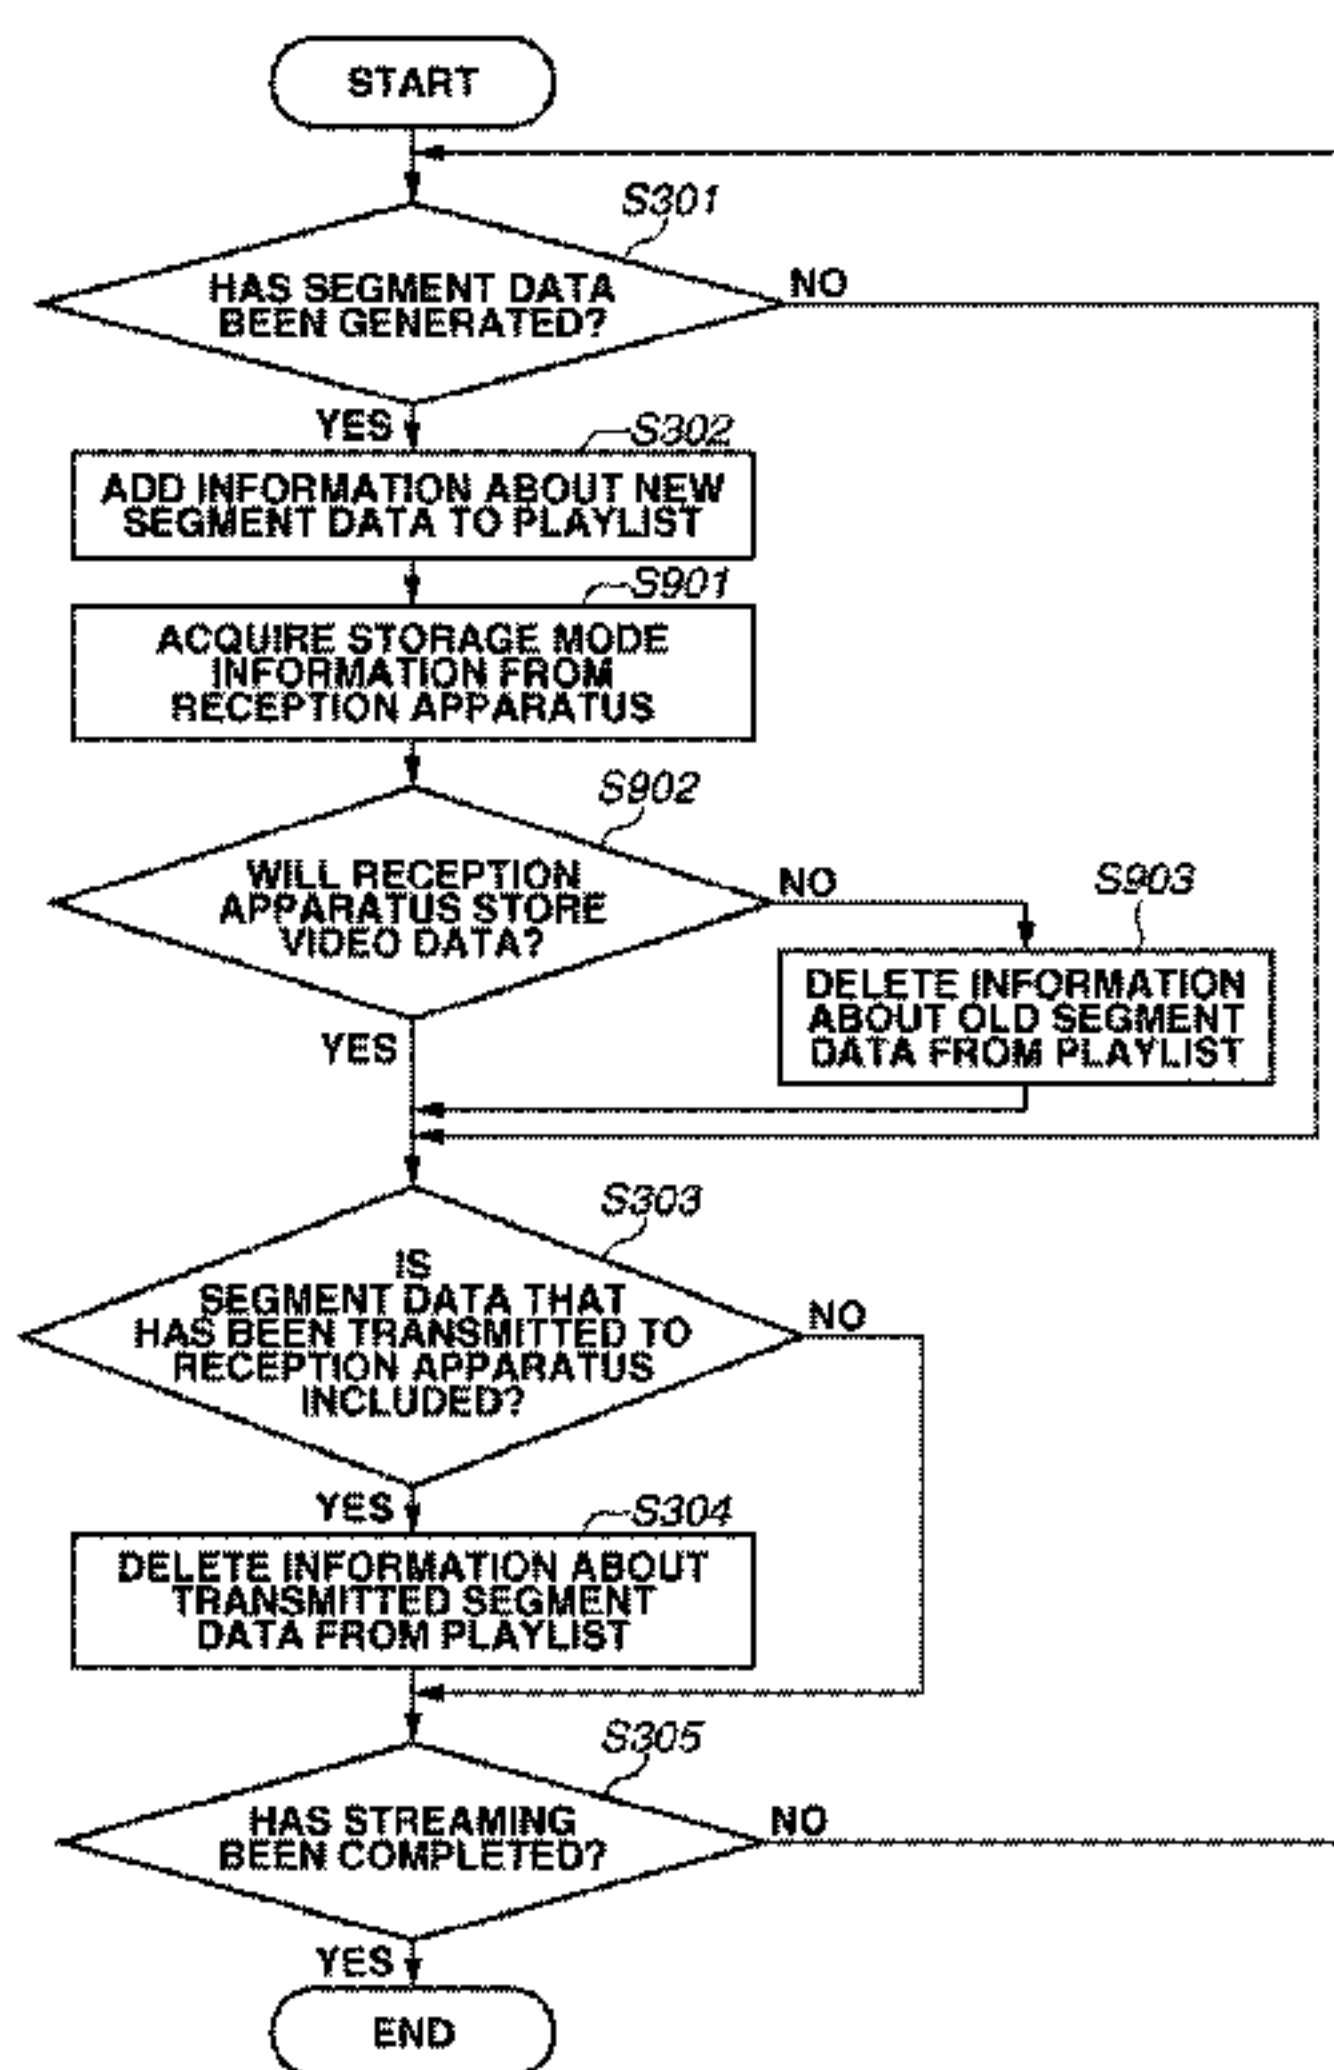 START
S301
HAS SEGMENT DATA
BEEN GENERATED?
NO
YES
S302
ADD INFORMATION ABOUT NEW
SEGMENT DATA TO PLAYLIST
S901
ACQUIRE STORAGE MODE
INFORMATION FROM
RECEPTION APPARATUS
S902
WILL RECEPTION
APPARATUS STORE
VIDEO DATA?
NO
S903
DELETE INFORMATION
ABOUT OLD SEGMENT
DATA FROM PLAYLIST
YES
S303
IS
SEGMENT DATA THAT
HAS BEEN TRANSMITTED TO
RECEPTION APPARATUS
INCLUDED?
NO
YES
S304
DELETE INFORMATION ABOUT
TRANSMITTED SEGMENT
DATA FROM PLAYLIST
S305
HAS STREAMING
BEEN COMPLETED?
NO
YES
END